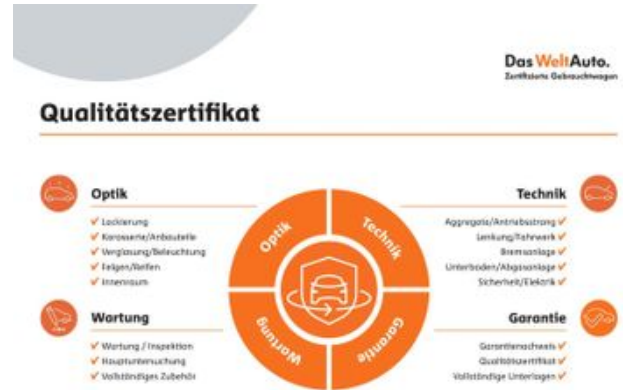 Das WeltAuto.
Zertifizierte Gebrauchtwagen
Qualitätszertifikat
Optik
✔ Lackierung
✔ Karosserie/Anbauteile
✔ Verglasung/Beleuchtung
✔ Felgen/Reifen
✔ Innenraum
Technik
Aggregate/Antriebsstrang ✔
Lenkung/Fahrwerk ✔
Bremsanlage ✔
Unterboden/Abgasanlage ✔
Sicherheit/Elektrik ✔
Optik
Technik
Wartung
Garantie
Wartung
✔ Wartung / Inspektion
✔ Hauptuntersuchung
✔ Vollständiges Zubehör
Garantie
Garantienachweis ✔
Qualitätszertifikat ✔
Vollständige Unterlagen ✔